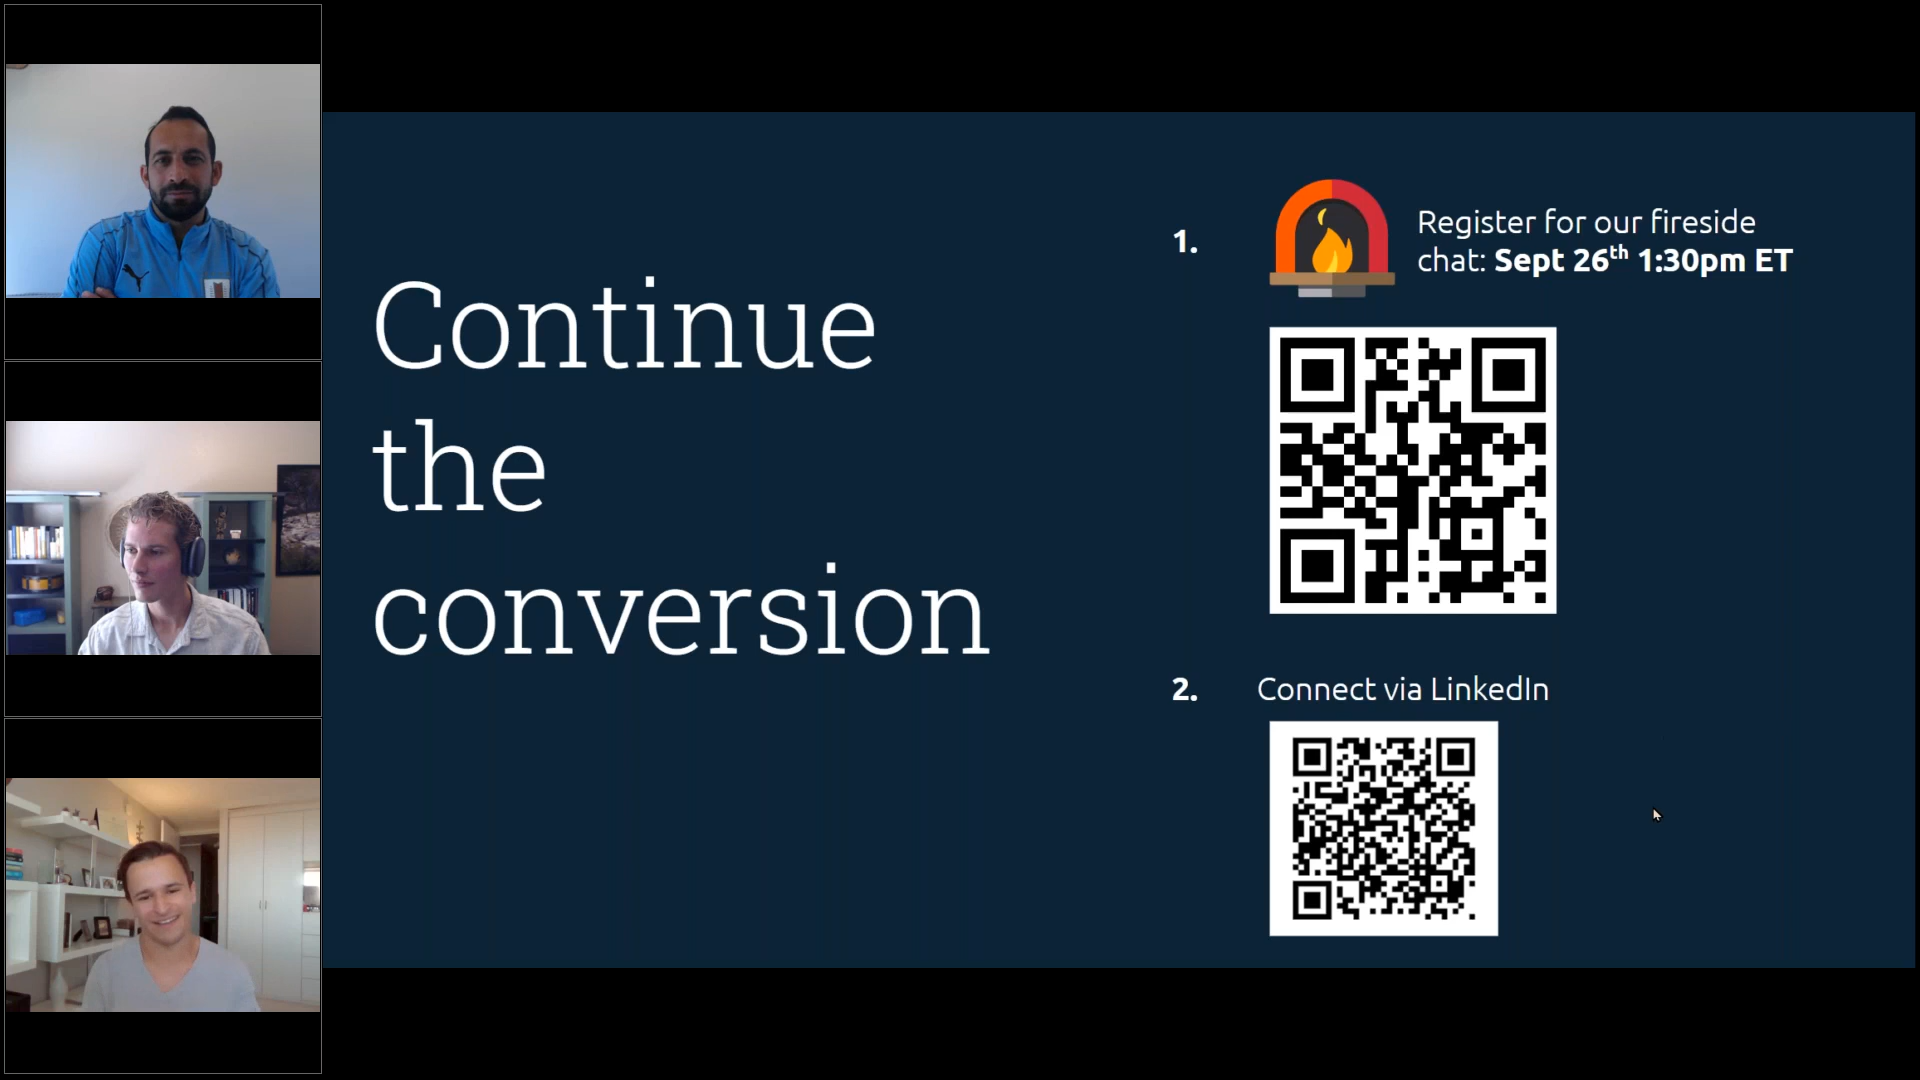 Continue
the
conversion
1.
Register for our fireside
chat: Sept 26th 1:30pm ET
2.
Connect via LinkedIn